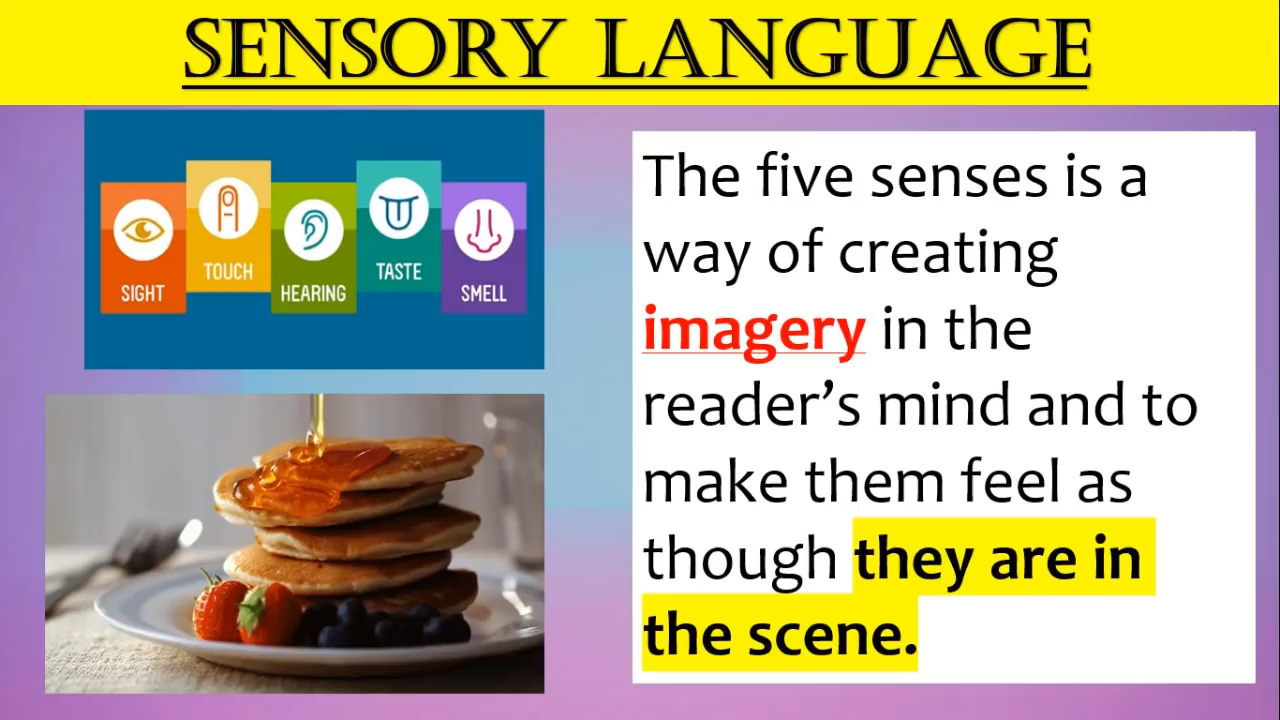 SENSORY LANGUAGE
SIGHT
TOUCH
HEARING
TASTE
SMELL
The five senses is a
way of creating
imagery in the
reader’s mind and to
make them feel as
though they are in
the scene.